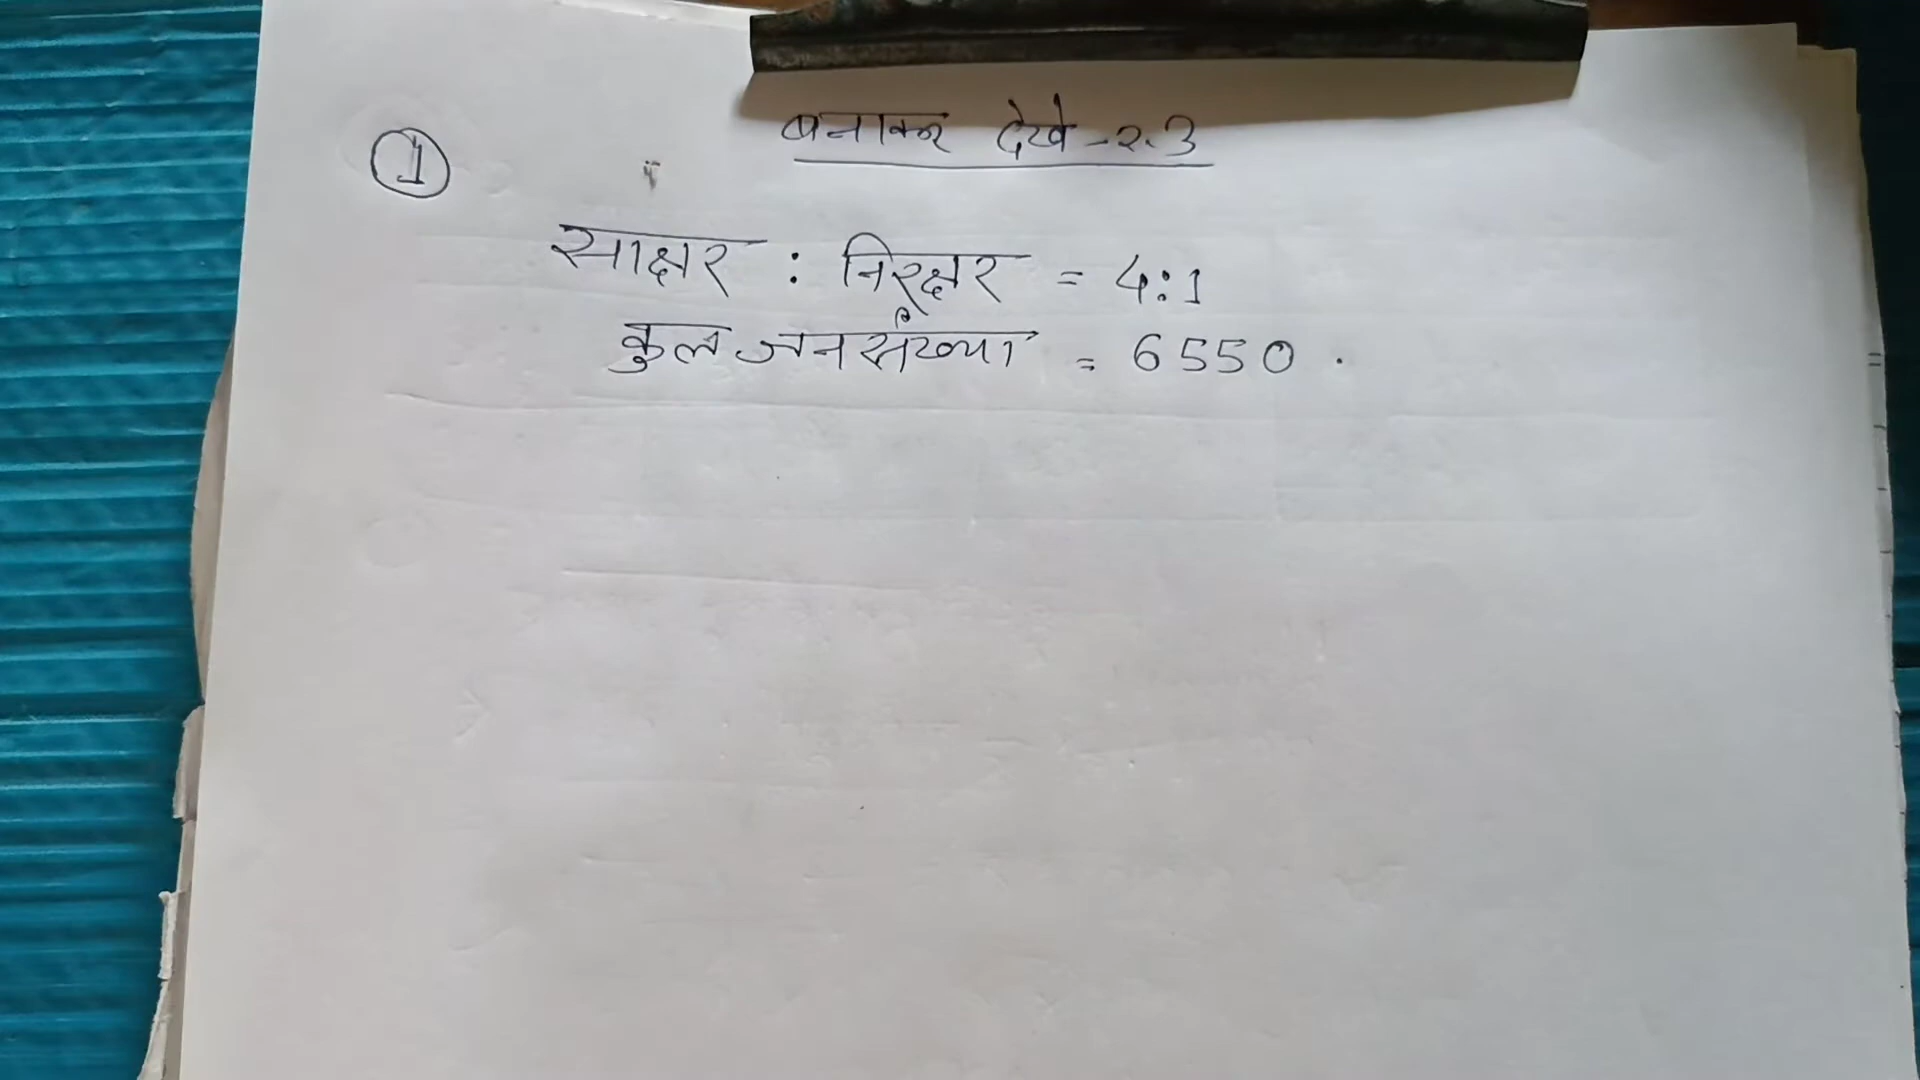 बनाकर देखे - 2.3
①
साक्षर : निरक्षर = 4:1
कुल जनसंख्या = 6550.